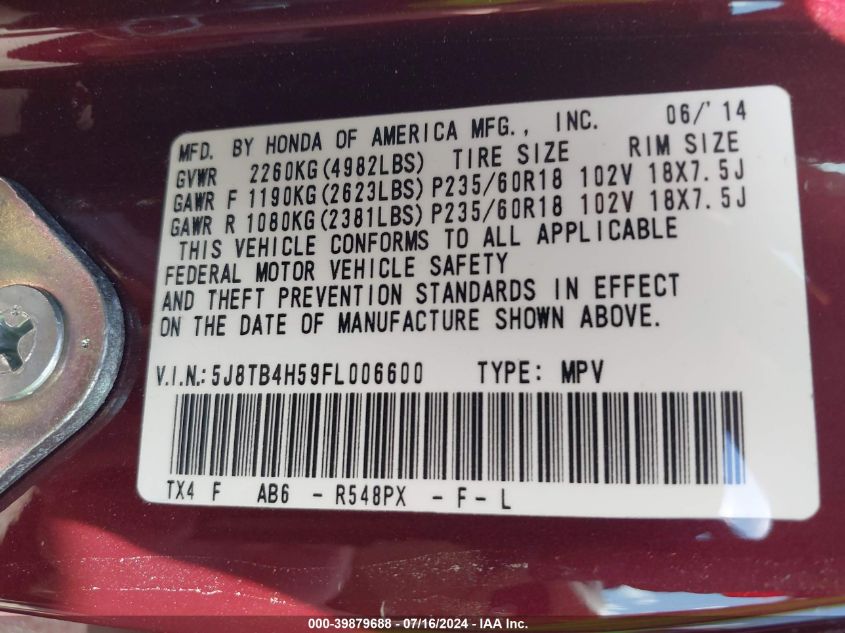 MFD. BY HONDA OF AMERICA MFG., INC. 06/'14
GVWR 2260KG(4982LBS) TIRE SIZE RIM SIZE
GAWR F 1190KG(2623LBS) P235/60R18 102V 18X7.5J
GAWR R 1080KG(2381LBS) P235/60R18 102V 18X7.5J
THIS VEHICLE CONFORMS TO ALL APPLICABLE
FEDERAL MOTOR VEHICLE SAFETY
AND THEFT PREVENTION STANDARDS IN EFFECT
ON THE DATE OF MANUFACTURE SHOWN ABOVE.
V.I.N.: 5J8TB4H59FL006600 TYPE: MPV
TX4 F AB6 - R548PX - F - L
000-39879688 - 07/16/2024 - IAA Inc.